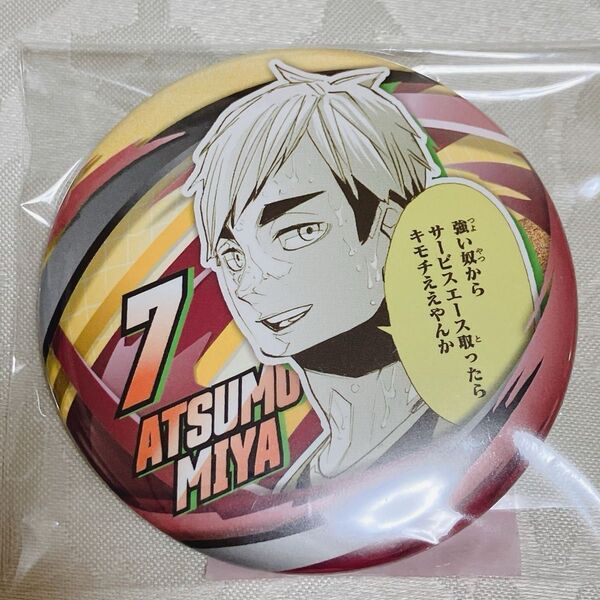 7
ATSUMU
MIYA
強い奴から
サービスエース取ったら
キモチええやんか